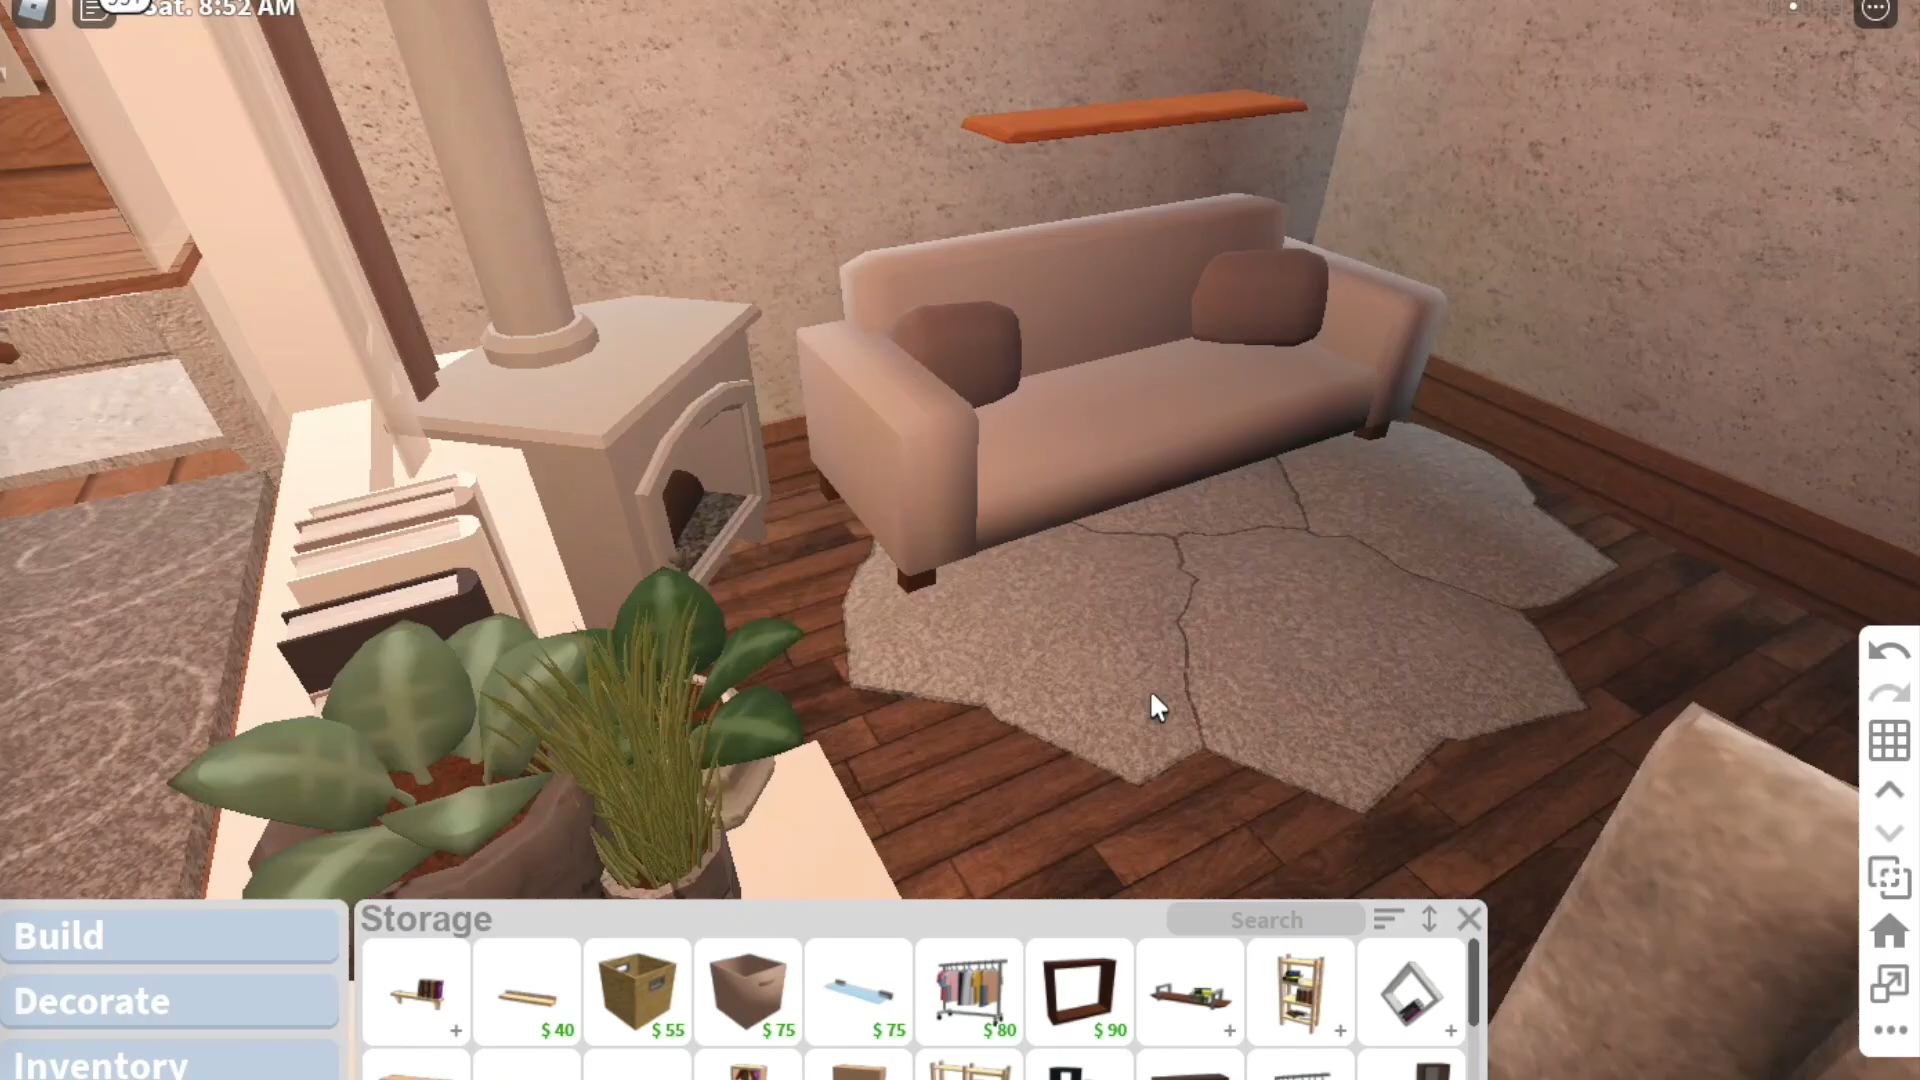 Sat. 8:52 AM
Build
Decorate
Inventory
Storage
Search
$ 40
$ 55
$ 75
$ 75
$ 80
$ 90